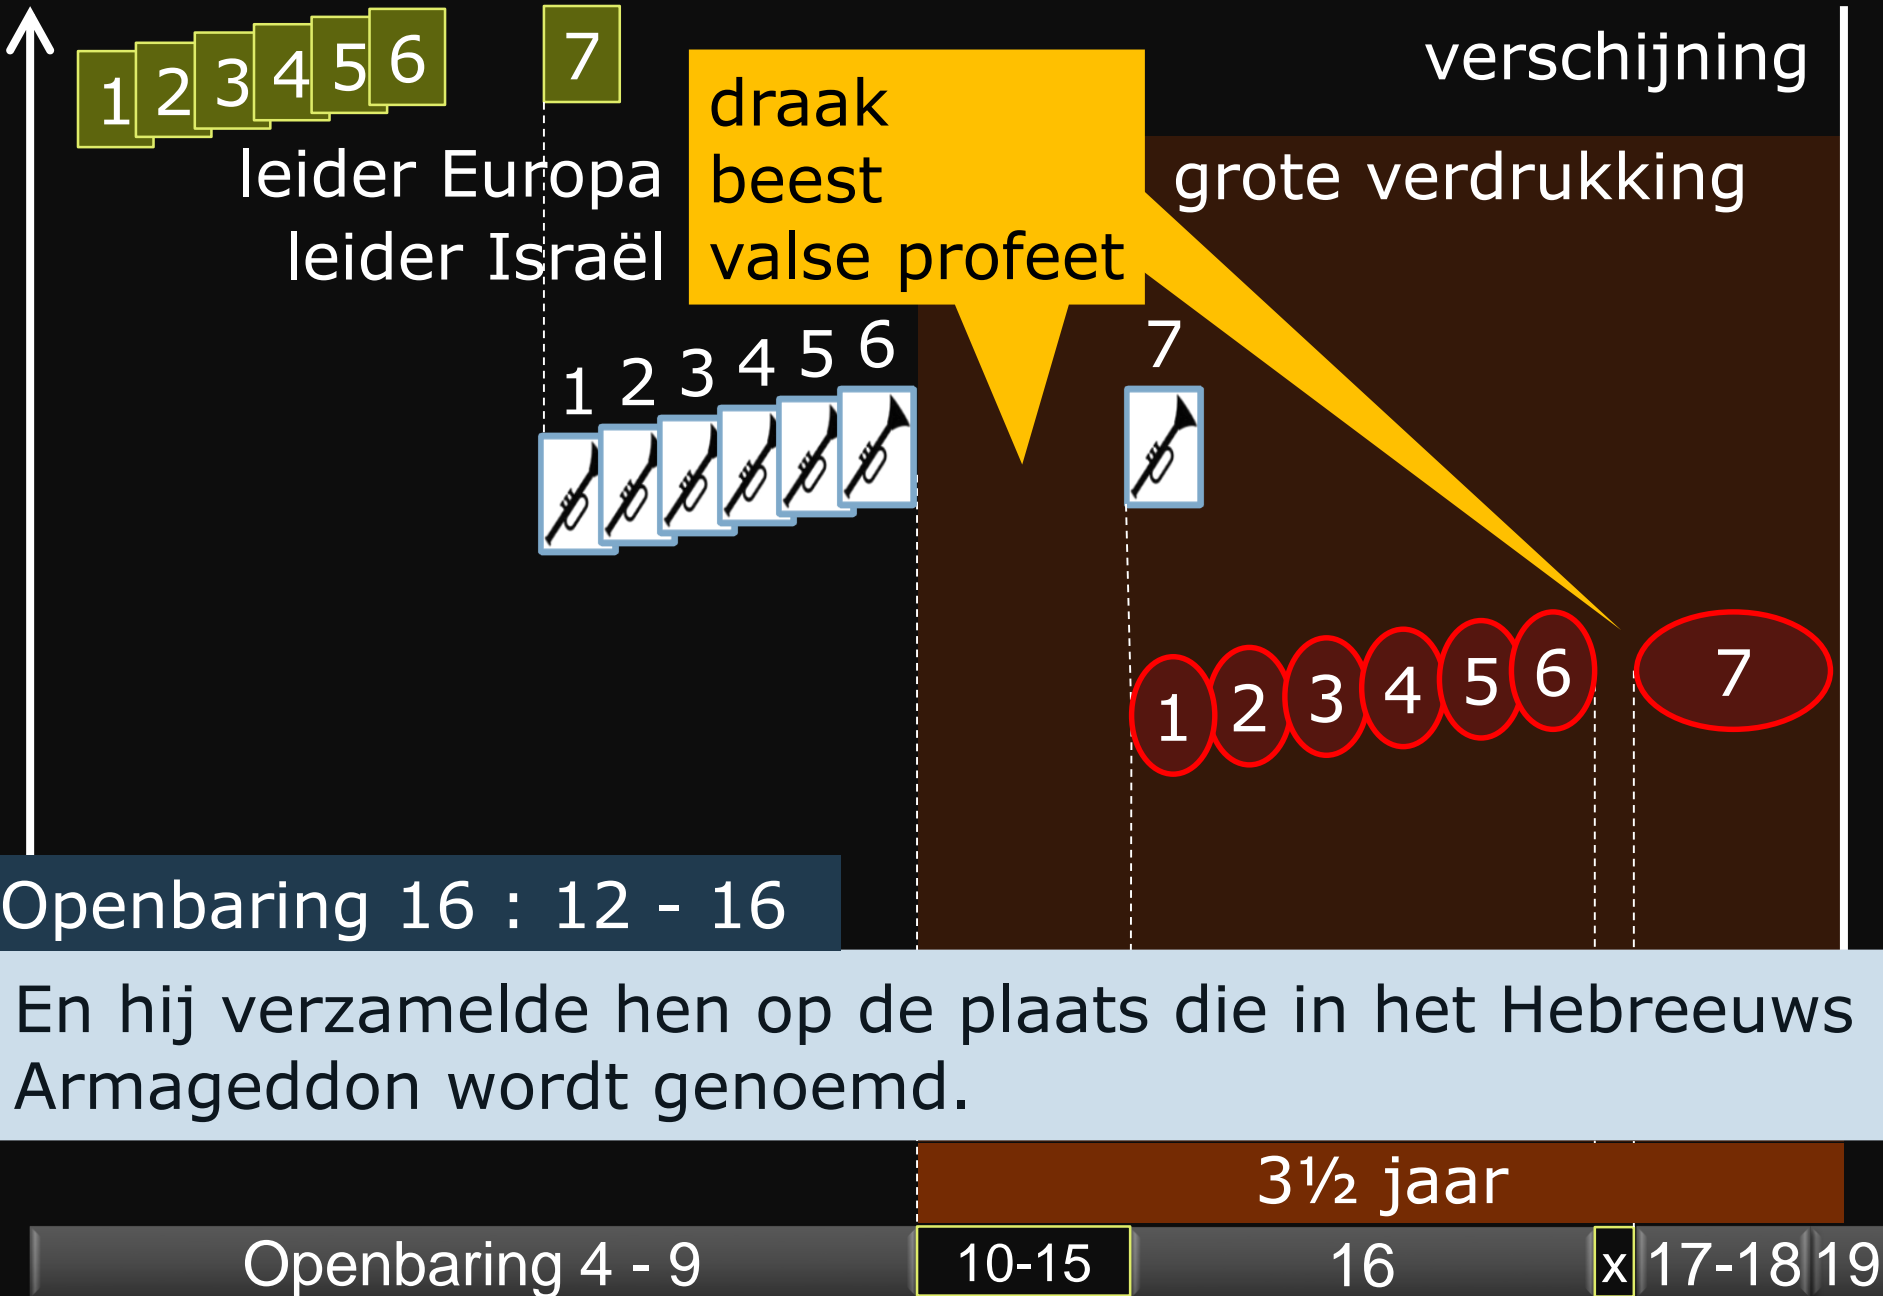 1 2 3 4 5 6 7
verschijning
leider Europa
leider Israël
draak
beest
valse profeet
grote verdrukking
1 2 3 4 5 6 7
1 2 3 4 5 6 7
Openbaring 16 : 12 - 16
En hij verzamelde hen op de plaats die in het Hebreeuws
Armageddon wordt genoemd.
3½ jaar
Openbaring 4 - 9 10-15 16 x 17-18 19